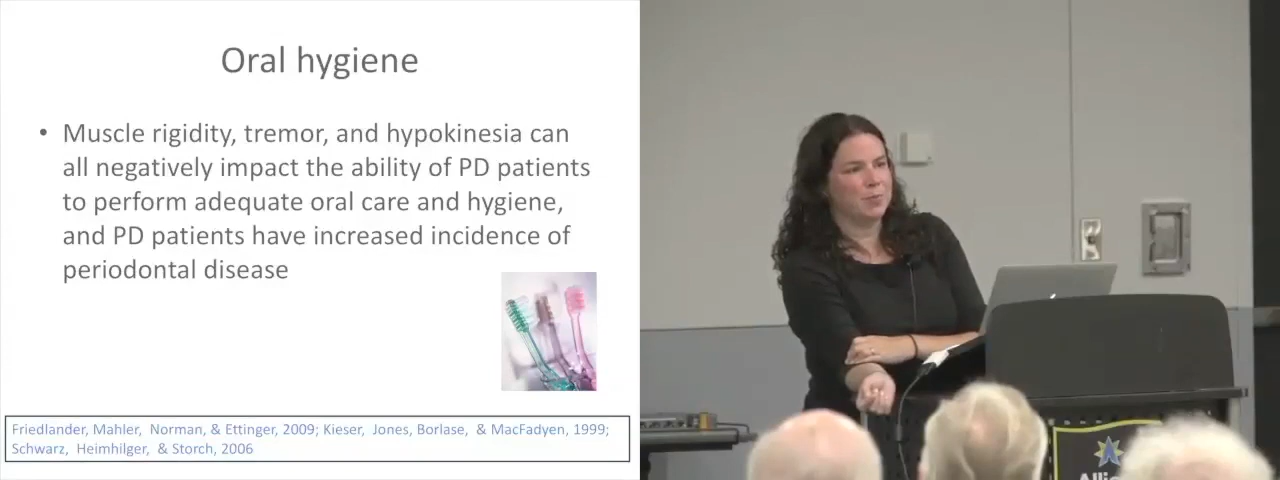 Oral hygiene
• Muscle rigidity, tremor, and hypokinesia can
all negatively impact the ability of PD patients
to perform adequate oral care and hygiene,
and PD patients have increased incidence of
periodontal disease
Friedlander, Mahler, Norman, & Ettinger, 2009; Kieser, Jones, Borlase, & MacFadyen, 1999;
Schwarz, Heimhilger, & Storch, 2006